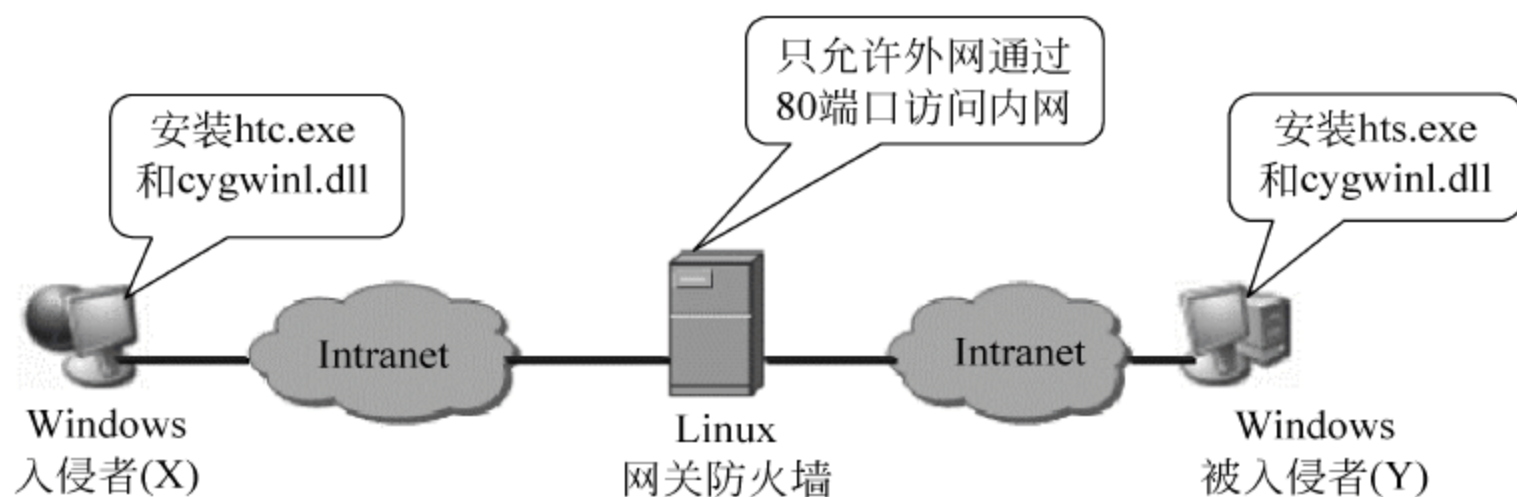 只允许外网通过
80端口访问内网
安装htc.exe
和cygwinl.dll
安装hts.exe
和cygwinl.dll
Intranet
Intranet
Windows
入侵者(X)
Linux
网关防火墙
Windows
被入侵者(Y)